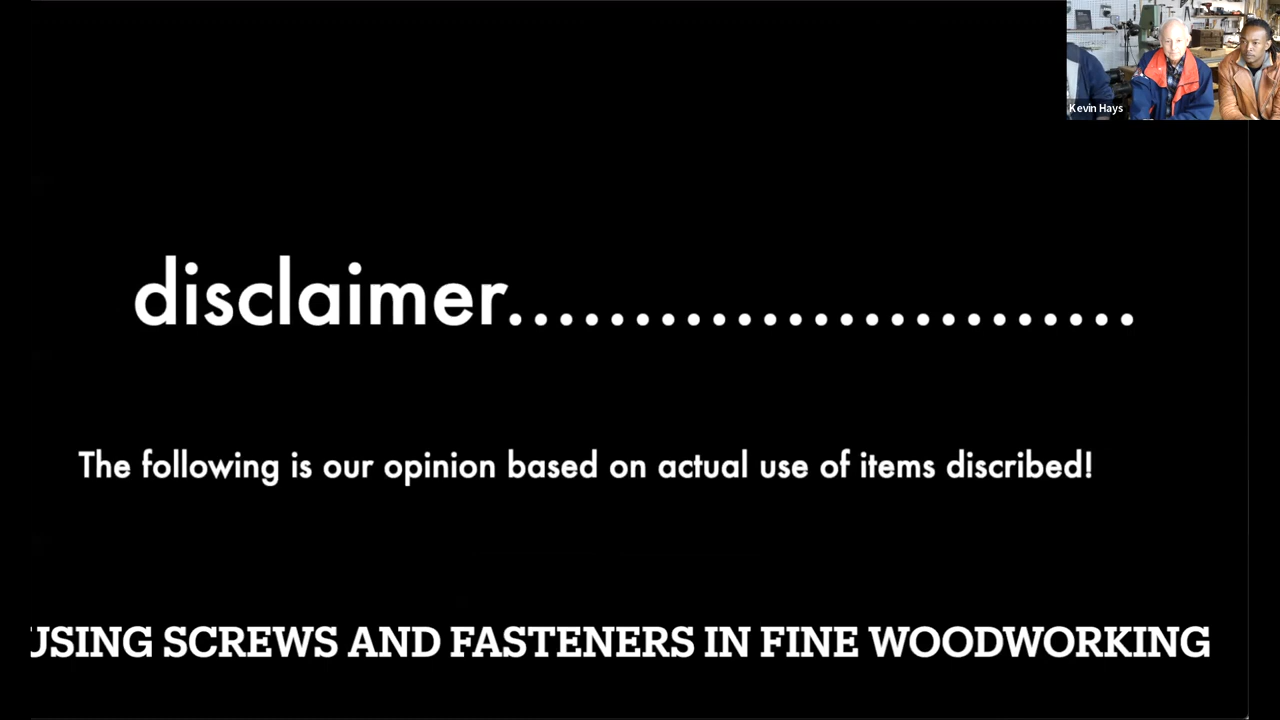 Kevin Hays
disclaimer.........................
The following is our opinion based on actual use of items discribed!
USING SCREWS AND FASTENERS IN FINE WOODWORKING